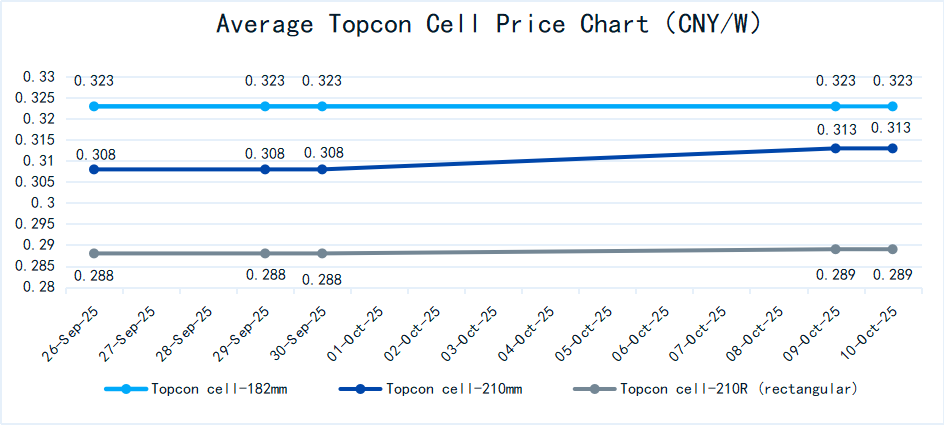 Average Topcon Cell Price Chart (CNY/W)
0.33
0.325
0.32
0.315
0.31
0.305
0.3
0.295
0.29
0.285
0.28
0.323 0.323 0.323 0.323 0.323
0.308 0.308 0.308 0.313 0.313
0.288 0.288 0.288 0.289 0.289
26-Sep-25 27-Sep-25 28-Sep-25 29-Sep-25 30-Sep-25 01-Oct-25 02-Oct-25 03-Oct-25 04-Oct-25 05-Oct-25 06-Oct-25 07-Oct-25 08-Oct-25 09-Oct-25 10-Oct-25
Topcon cell-182mm Topcon cell-210mm Topcon cell-210R (rectangular)